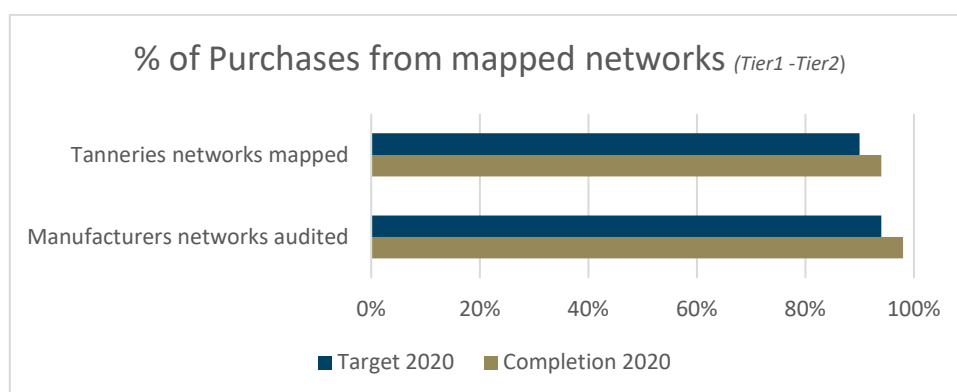 % of Purchases from mapped networks (Tier1 -Tier2)
Tanneries networks mapped
Manufacturers networks audited
0% 20% 40% 60% 80% 100%
Target 2020 Completion 2020